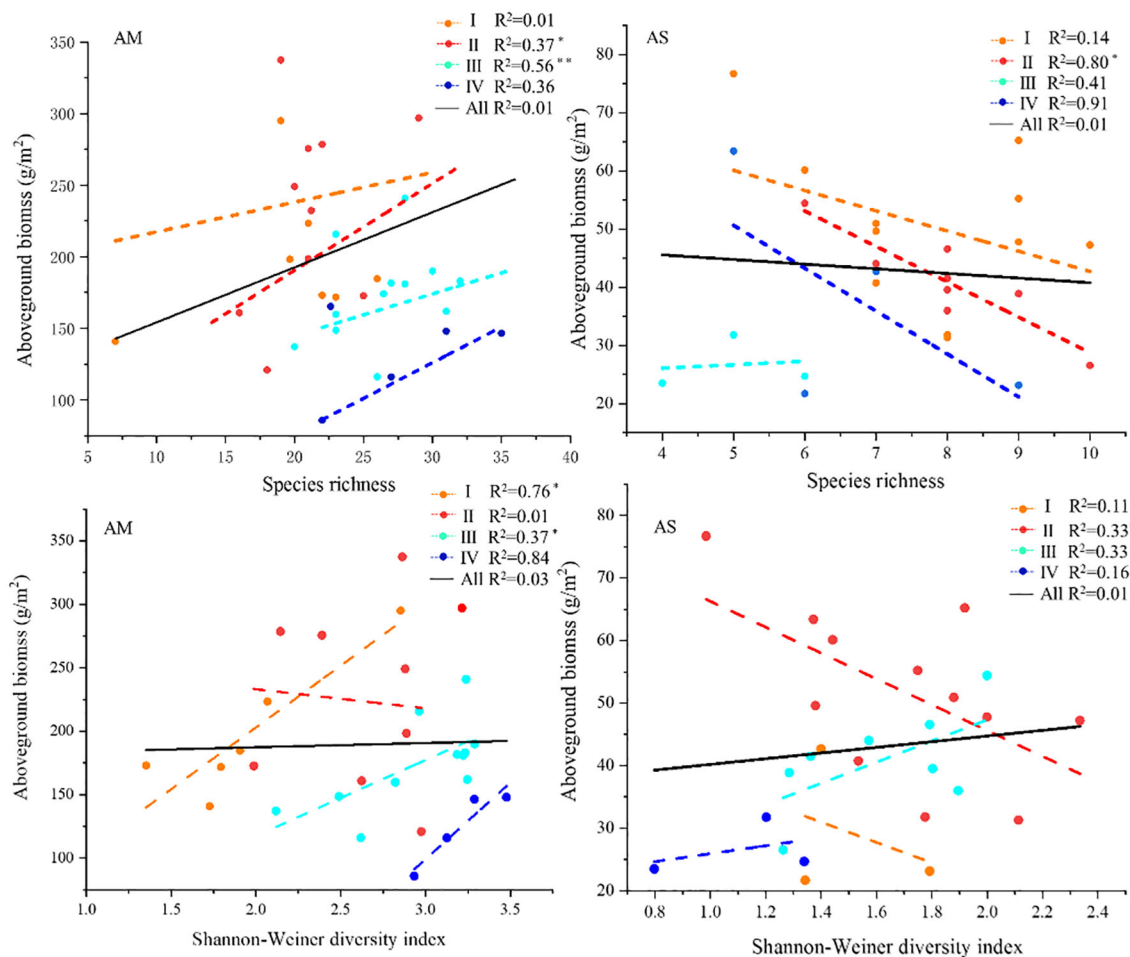 AM
I R²=0.01
II R²=0.37*
III R²=0.56**
IV R²=0.36
All R²=0.01
350
300
250
200
150
100
Aboveground biomss (g/m²)
5 10 15 20 25 30 35 40
Species richness
AS
I R²=0.14
II R²=0.80*
III R²=0.41
IV R²=0.91
All R²=0.01
80
70
60
50
40
30
20
Aboveground biomss (g/m²)
4 5 6 7 8 9 10
Species richness
AM
I R²=0.76*
II R²=0.01
III R²=0.37*
IV R²=0.84
All R²=0.03
350
300
250
200
150
100
Aboveground biomss (g/m²)
1.0 1.5 2.0 2.5 3.0 3.5
Shannon-Weiner diversity index
AS
I R²=0.11
II R²=0.33
III R²=0.33
IV R²=0.16
All R²=0.01
80
70
60
50
40
30
20
Aboveground biomss (g/m²)
0.8 1.0 1.2 1.4 1.6 1.8 2.0 2.2 2.4
Shannon-Weiner diversity index